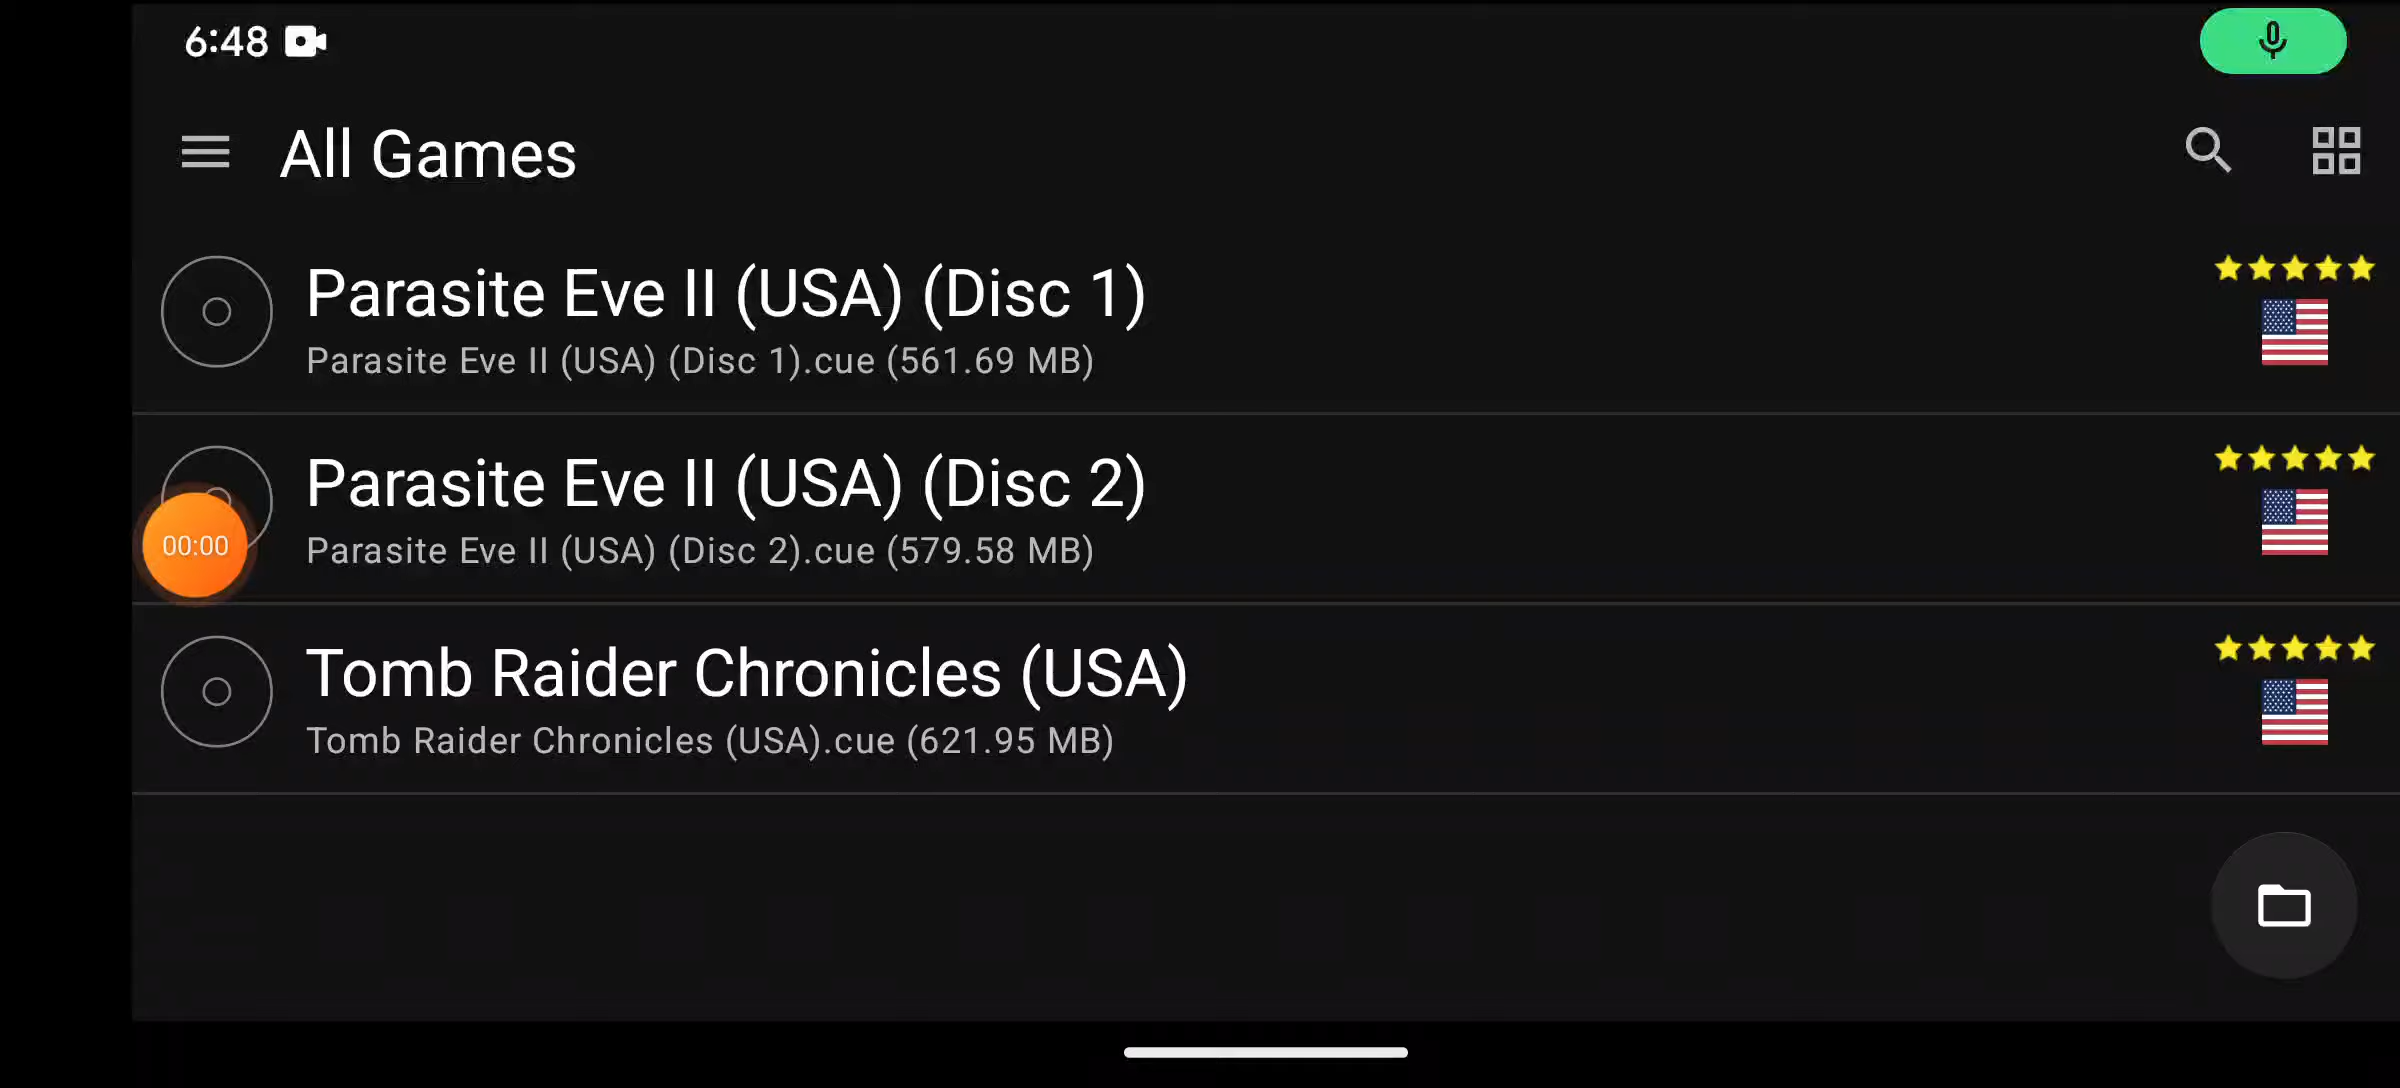 6:48
All Games
Parasite Eve II (USA) (Disc 1)
Parasite Eve II (USA) (Disc 1).cue (561.69 MB)
Parasite Eve II (USA) (Disc 2)
Parasite Eve II (USA) (Disc 2).cue (579.58 MB)
00:00
Tomb Raider Chronicles (USA)
Tomb Raider Chronicles (USA).cue (621.95 MB)